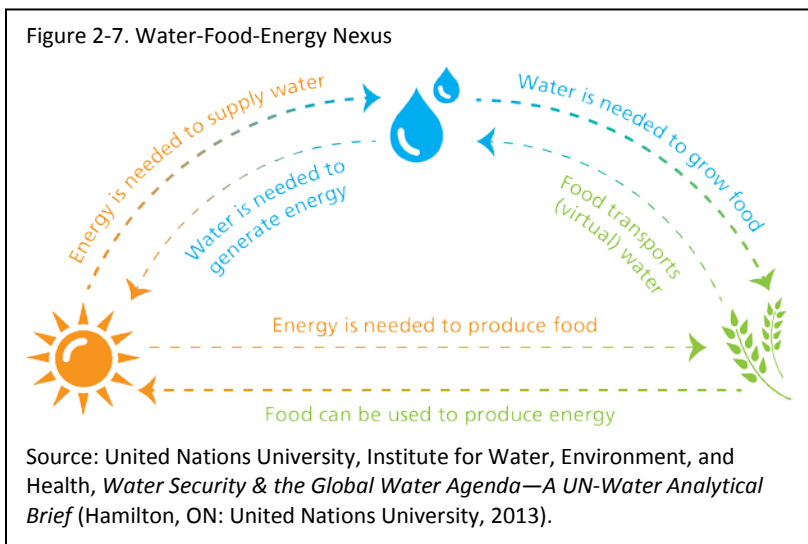 Figure 2-7. Water-Food-Energy Nexus
Energy is needed to supply water
Water is needed to grow food
Water is needed to
generate energy
Food transports
(virtual) water
Energy is needed to produce food
Food can be used to produce energy
Source: United Nations University, Institute for Water, Environment, and
Health, Water Security & the Global Water Agenda—A UN-Water Analytical
Brief (Hamilton, ON: United Nations University, 2013).